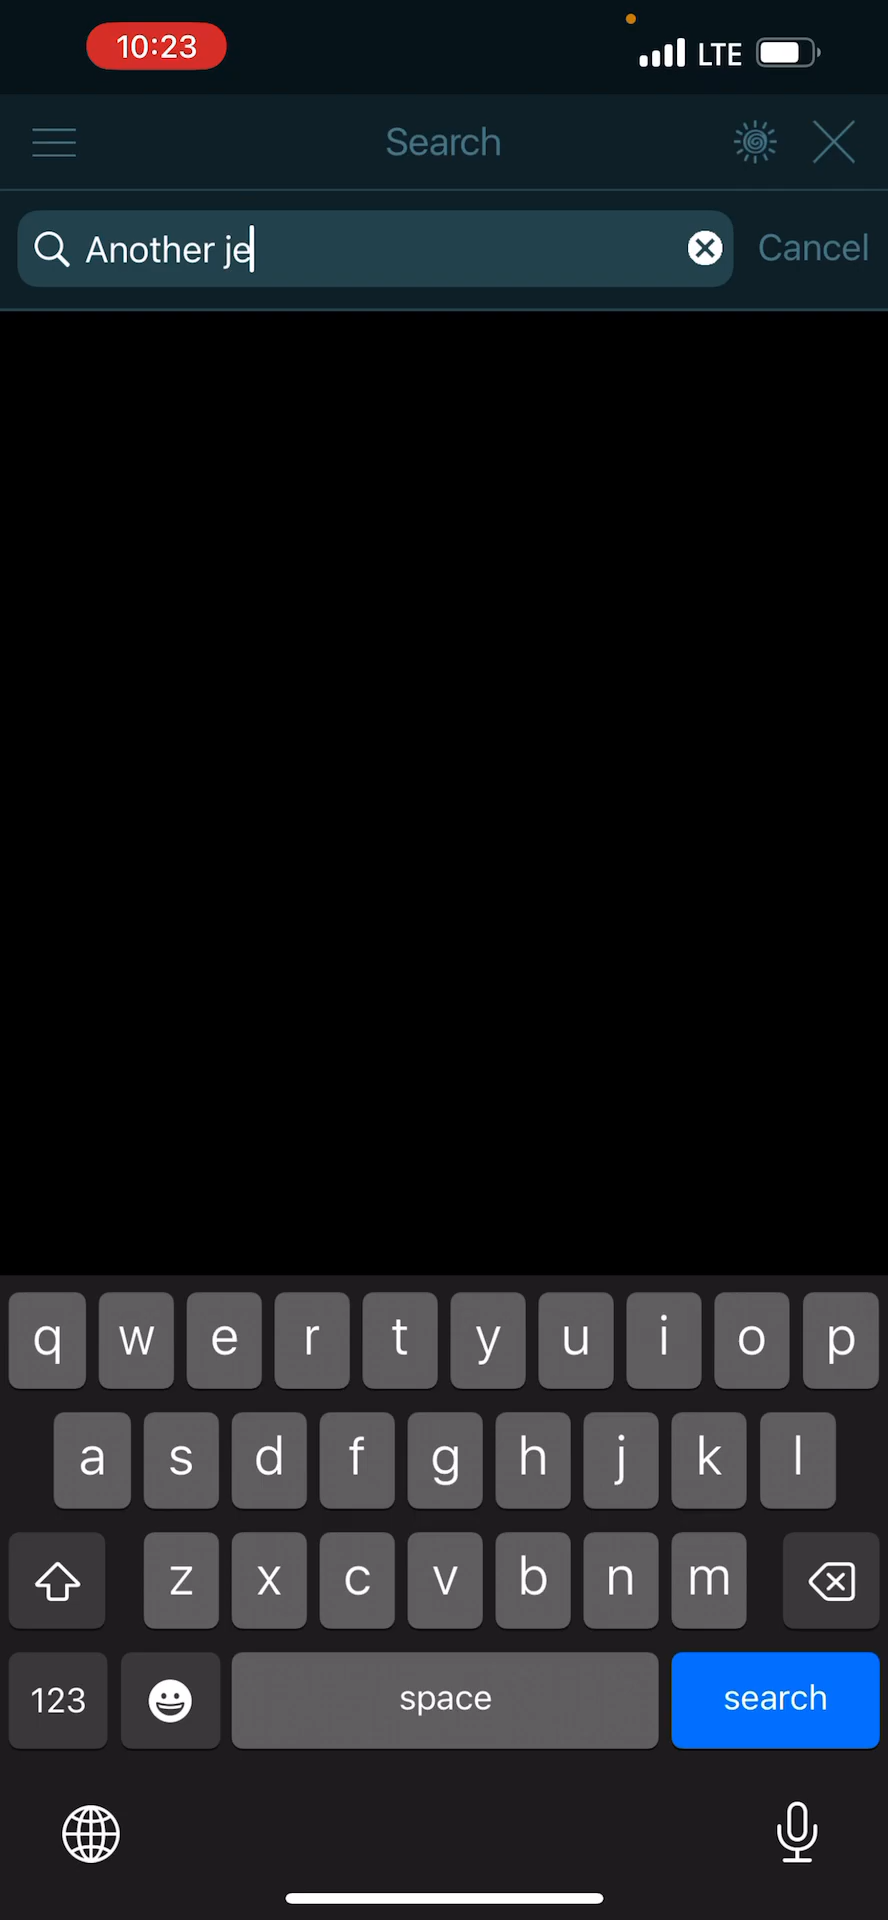 10:23 LTE
Search
Another je Cancel
q w e r t y u i o p
a s d f g h j k l
z x c v b n m
123 space search